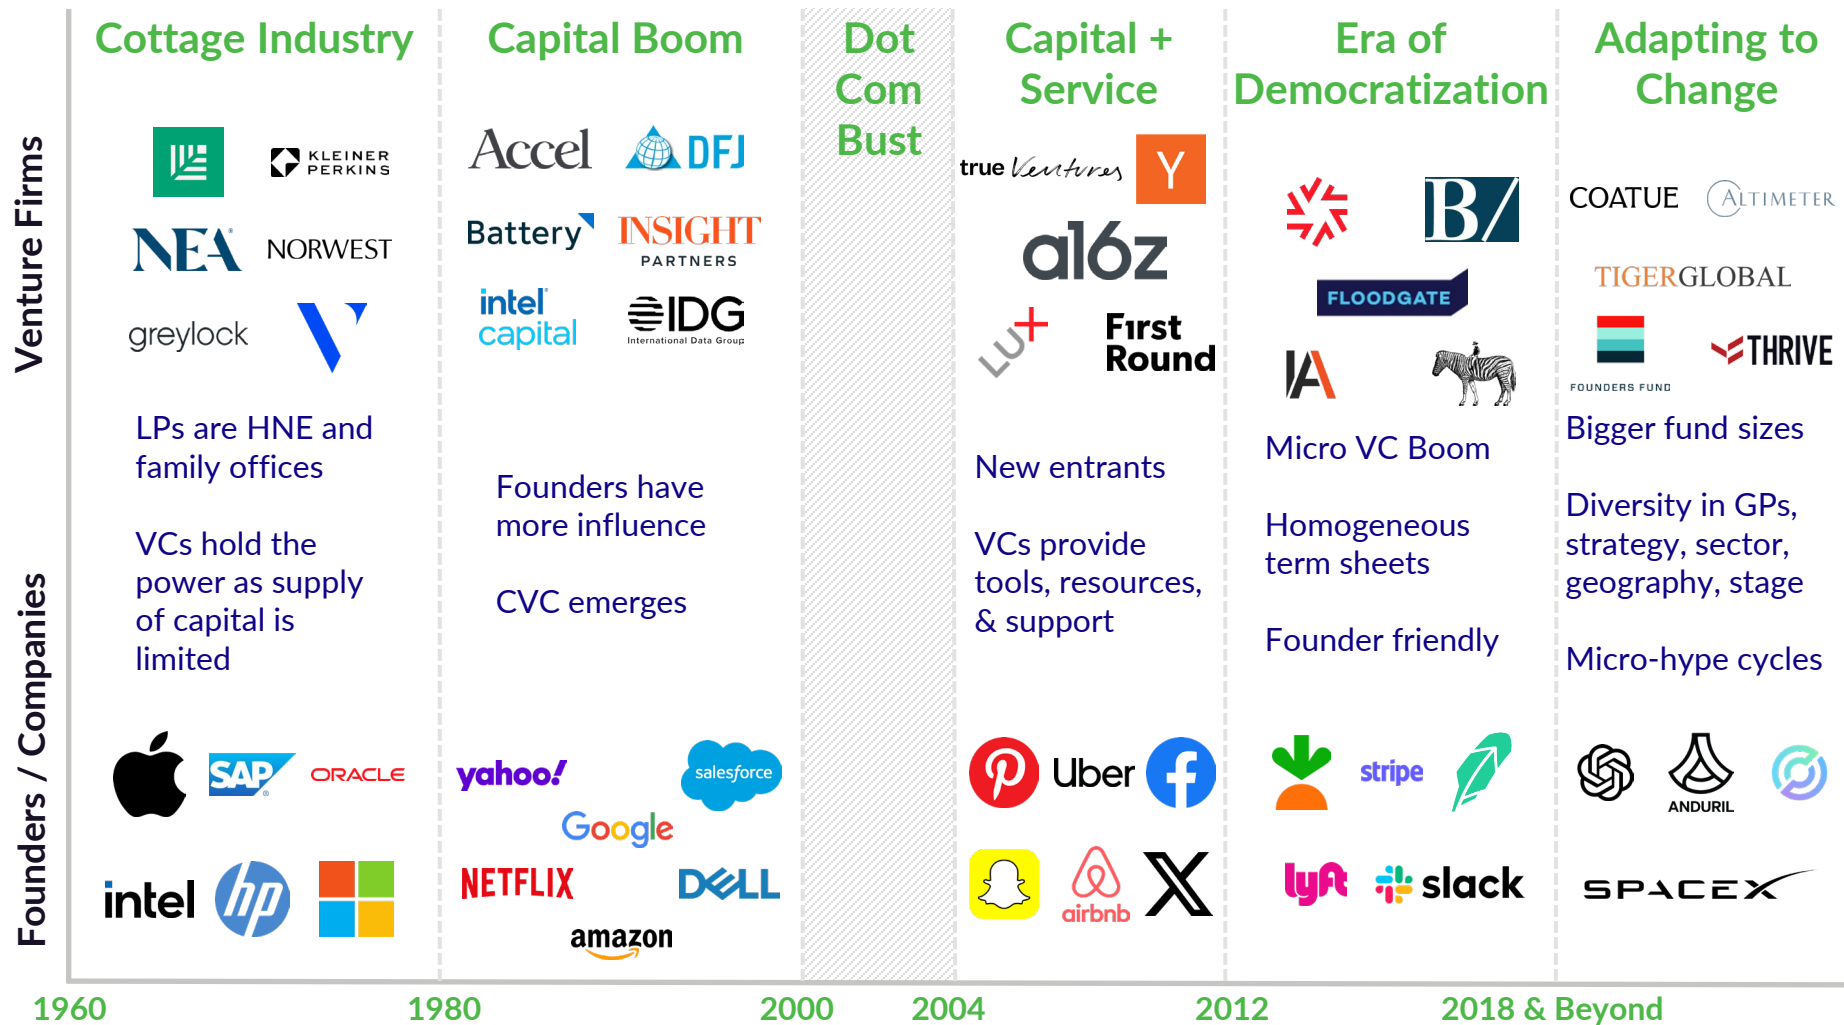 Cottage Industry
Capital Boom
Dot
Com
Bust
Capital +
Service
Era of
Democratization
Adapting to
Change
Venture Firms
KLEINER
PERKINS
NEA
NORWEST
greylock
Accel
DFJ
Battery
INSIGHT
PARTNERS
intel
capital
IDG
International Data Group
true Ventures
Y
a16z
LU+
First
Round
B/
FLOODGATE
IA
COATUE
ALTIMETER
TIGERGLOBAL
FOUNDERS FUND
THRIVE
LPs are HNE and
family offices
VCs hold the
power as supply
of capital is
limited
Founders have
more influence
CVC emerges
New entrants
VCs provide
tools, resources,
& support
Micro VC Boom
Homogeneous
term sheets
Founder friendly
Bigger fund sizes
Diversity in GPs,
strategy, sector,
geography, stage
Micro-hype cycles
Founders / Companies
SAP
ORACLE
intel
hp
yahoo!
salesforce
Google
NETFLIX
DELL
amazon
Uber
airbnb
X
stripe
lyft
slack
ANDURIL
SPACEX
1960
1980
2000
2004
2012
2018 & Beyond